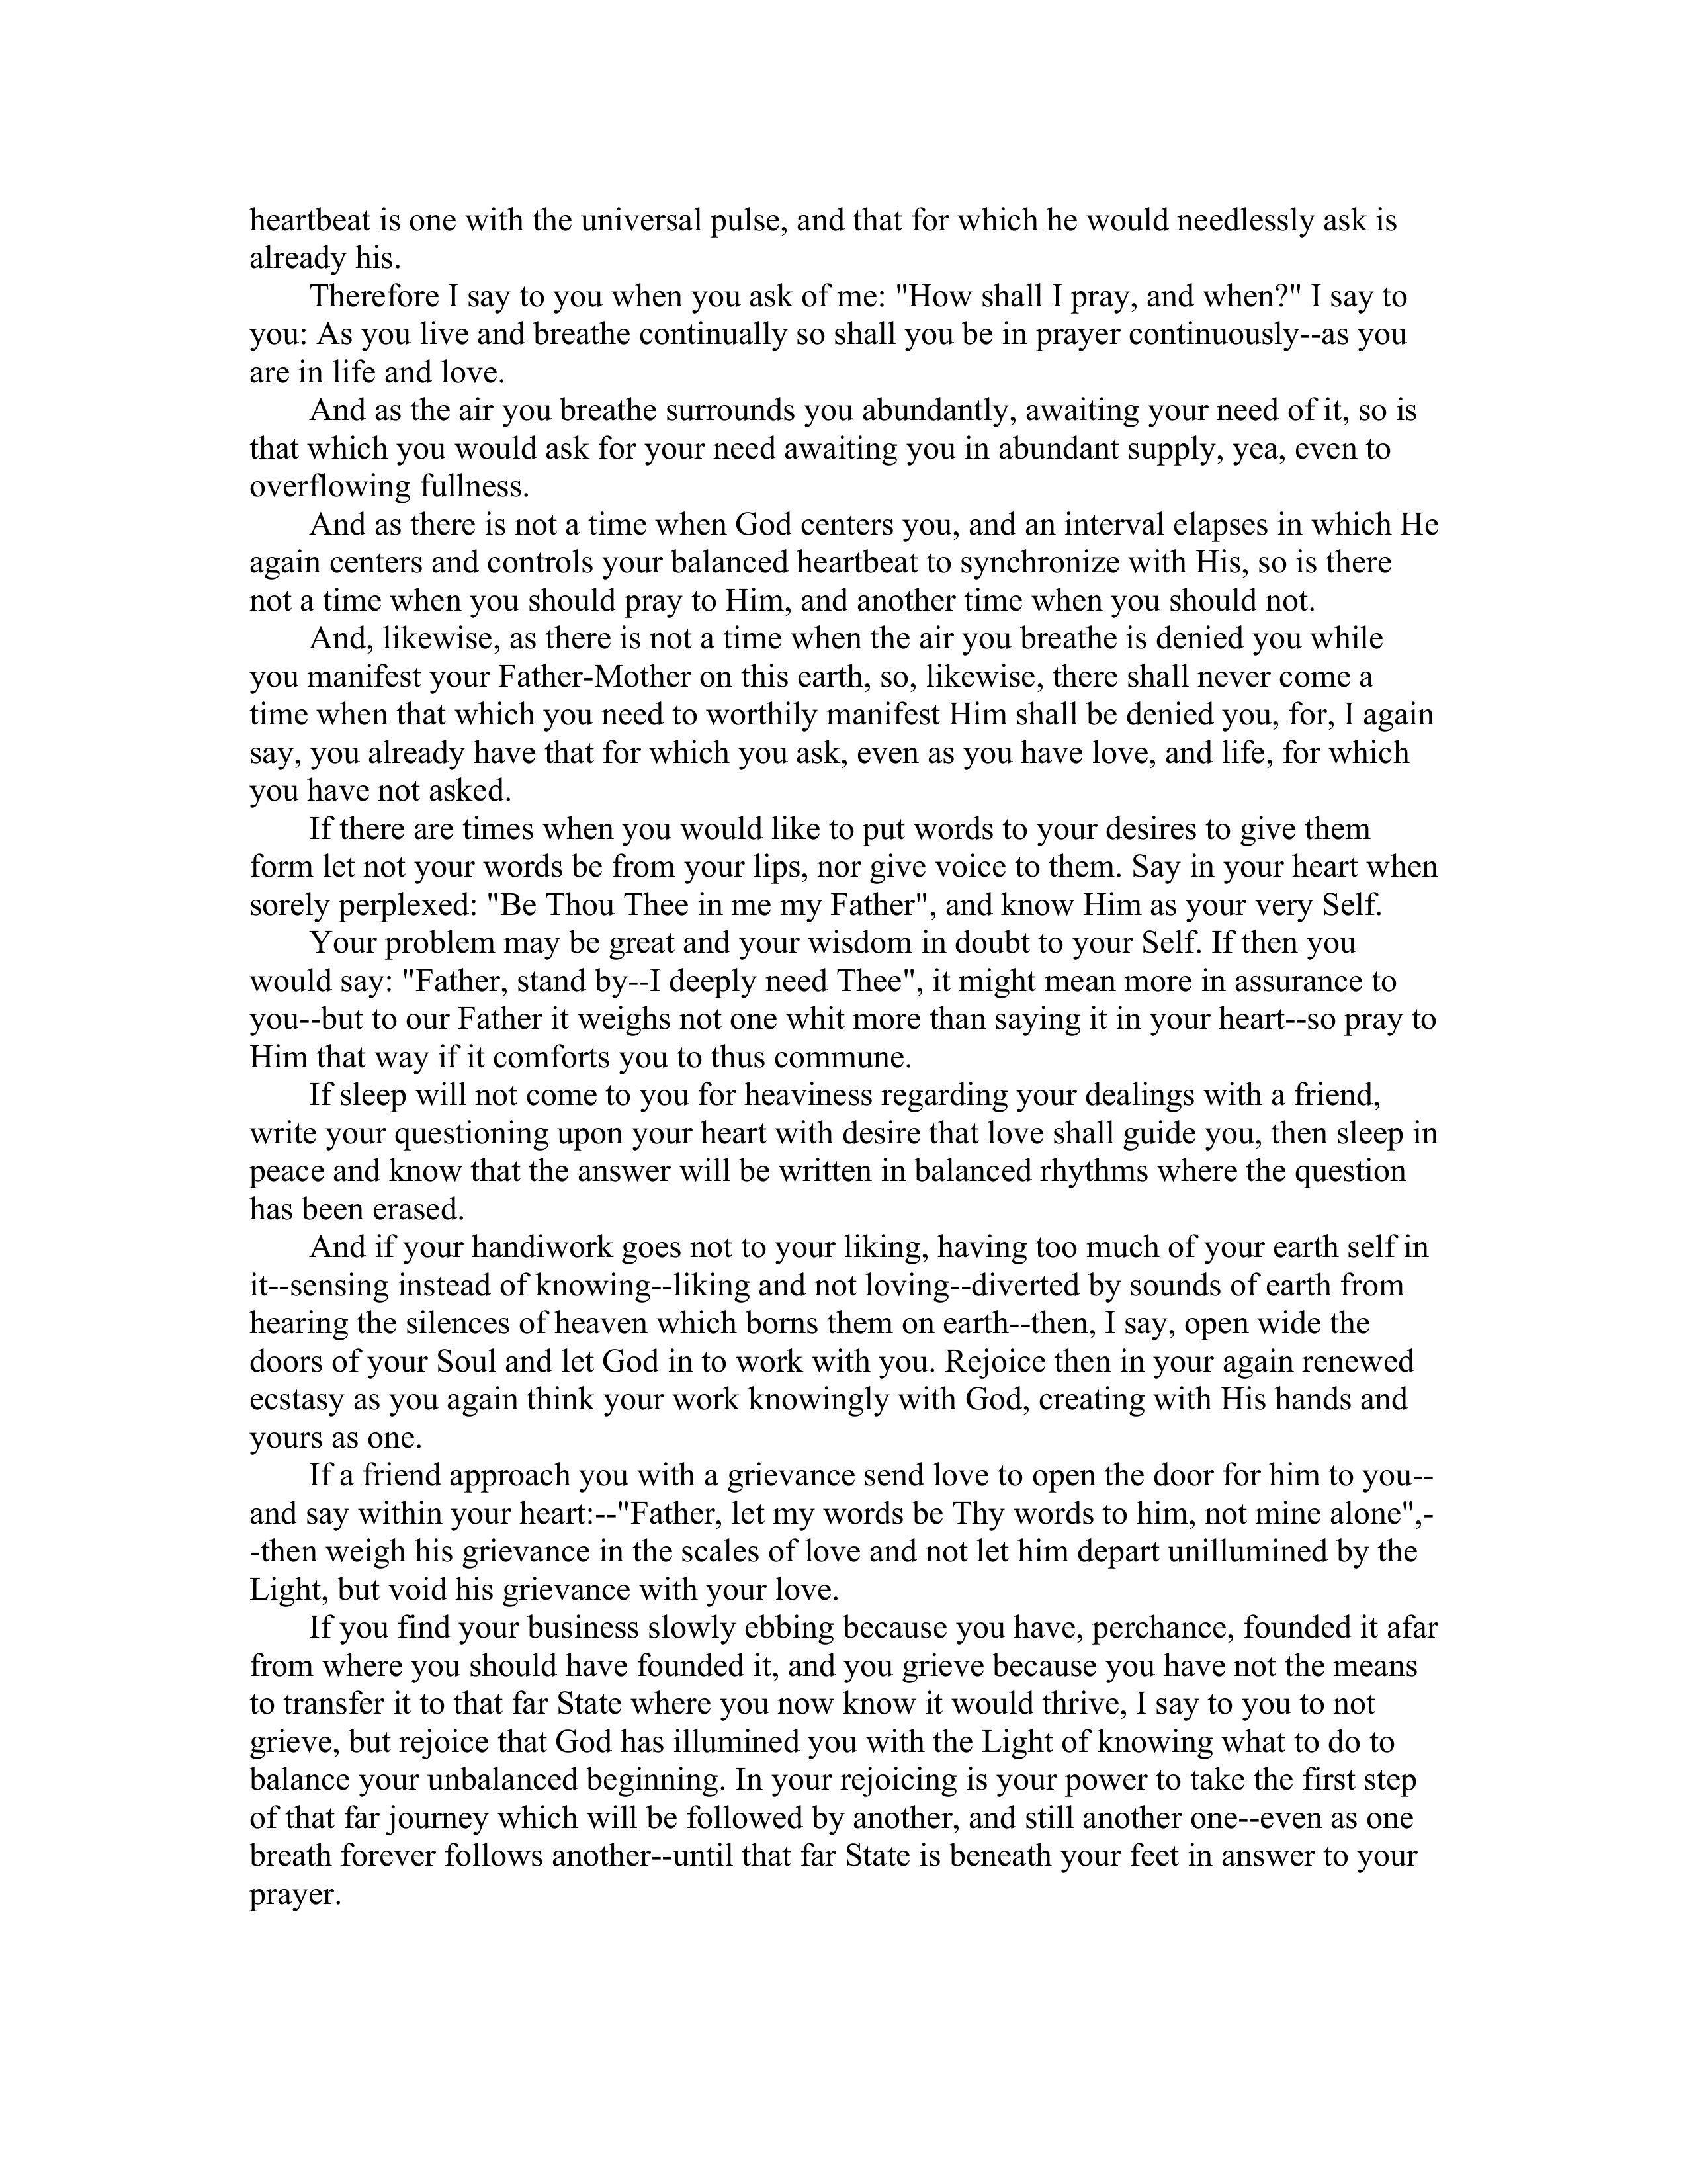 heartbeat is one with the universal pulse, and that for which he would needlessly ask is
already his.
Therefore I say to you when you ask of me: "How shall I pray, and when?" I say to
you: As you live and breathe continually so shall you be in prayer continuously--as you
are in life and love.
And as the air you breathe surrounds you abundantly, awaiting your need of it, so is
that which you would ask for your need awaiting you in abundant supply, yea, even to
overflowing fullness.
And as there is not a time when God centers you, and an interval elapses in which He
again centers and controls your balanced heartbeat to synchronize with His, so is there
not a time when you should pray to Him, and another time when you should not.
And, likewise, as there is not a time when the air you breathe is denied you while
you manifest your Father-Mother on this earth, so, likewise, there shall never come a
time when that which you need to worthily manifest Him shall be denied you, for, I again
say, you already have that for which you ask, even as you have love, and life, for which
you have not asked.
If there are times when you would like to put words to your desires to give them
form let not your words be from your lips, nor give voice to them. Say in your heart when
sorely perplexed: "Be Thou Thee in me my Father", and know Him as your very Self.
Your problem may be great and your wisdom in doubt to your Self. If then you
would say: "Father, stand by--I deeply need Thee", it might mean more in assurance to
you--but to our Father it weighs not one whit more than saying it in your heart--so pray to
Him that way if it comforts you to thus commune.
If sleep will not come to you for heaviness regarding your dealings with a friend,
write your questioning upon your heart with desire that love shall guide you, then sleep in
peace and know that the answer will be written in balanced rhythms where the question
has been erased.
And if your handiwork goes not to your liking, having too much of your earth self in
it--sensing instead of knowing--liking and not loving--diverted by sounds of earth from
hearing the silences of heaven which borns them on earth--then, I say, open wide the
doors of your Soul and let God in to work with you. Rejoice then in your again renewed
ecstasy as you again think your work knowingly with God, creating with His hands and
yours as one.
If a friend approach you with a grievance send love to open the door for him to you--
and say within your heart:--"Father, let my words be Thy words to him, not mine alone",-
-then weigh his grievance in the scales of love and not let him depart unillumined by the
Light, but void his grievance with your love.
If you find your business slowly ebbing because you have, perchance, founded it afar
from where you should have founded it, and you grieve because you have not the means
to transfer it to that far State where you now know it would thrive, I say to you to not
grieve, but rejoice that God has illumined you with the Light of knowing what to do to
balance your unbalanced beginning. In your rejoicing is your power to take the first step
of that far journey which will be followed by another, and still another one--even as one
breath forever follows another--until that far State is beneath your feet in answer to your
prayer.